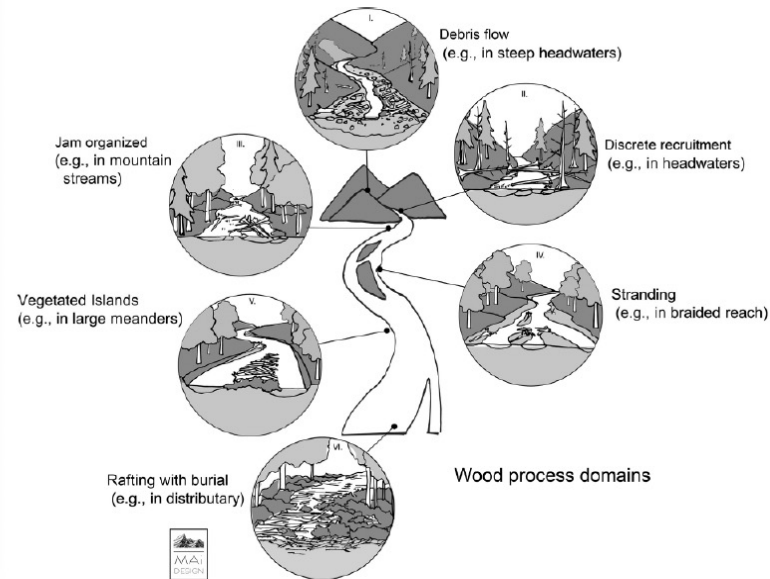 I.
Debris flow
(e.g., in steep headwaters)
II.
Discrete recruitment
(e.g., in headwaters)
III.
Jam organized
(e.g., in mountain
streams)
IV.
Stranding
(e.g., in braided reach)
V.
Vegetated Islands
(e.g., in large meanders)
VI.
Rafting with burial
(e.g., in distributary)
Wood process domains
MAI
DESIGN